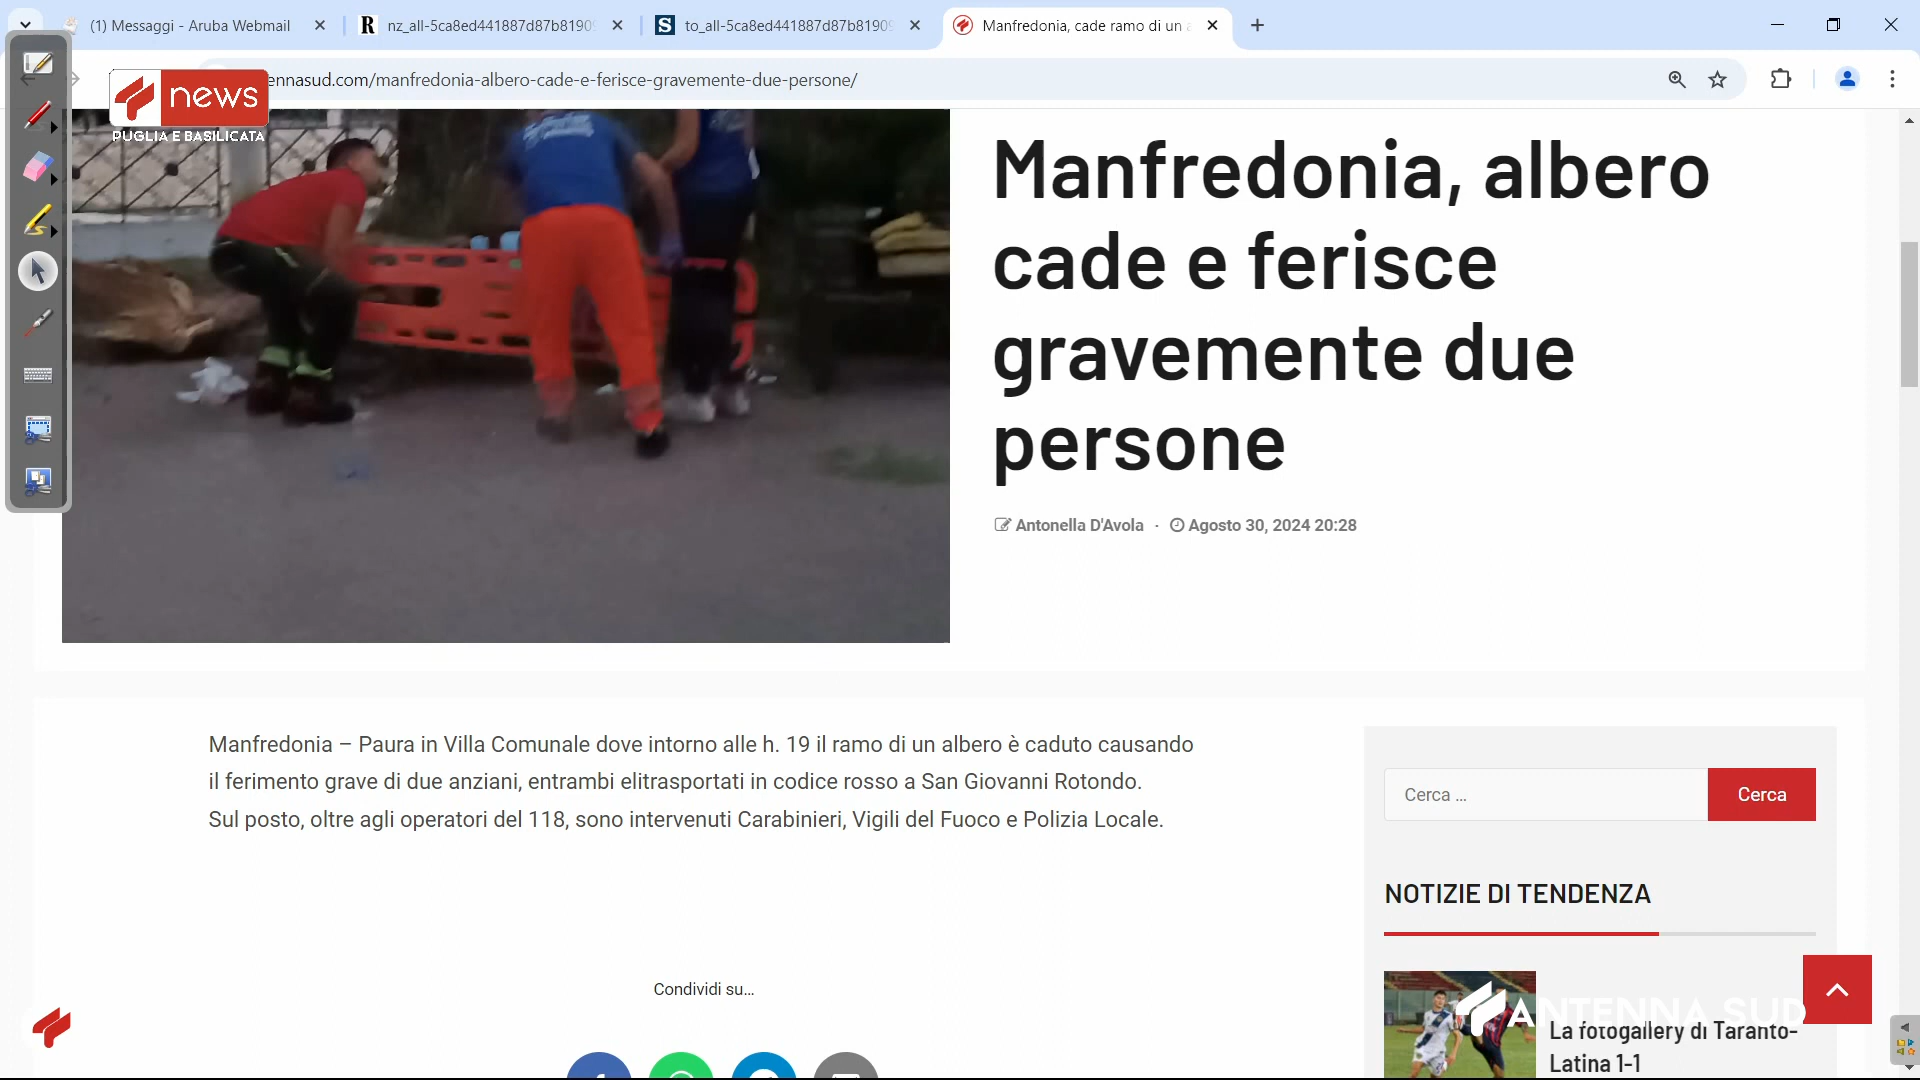 (1) Messaggi - Aruba Webmail
nz_all-5ca8ed441887d87b8190
to_all-5ca8ed441887d87b8190
Manfredonia, cade ramo di un a
ennasud.com/manfredonia-albero-cade-e-ferisce-gravemente-due-persone/
news
PUGLIA E BASILICATA
Manfredonia, albero
cade e ferisce
gravemente due
persone
Antonella D'Avola · Agosto 30, 2024 20:28
Manfredonia – Paura in Villa Comunale dove intorno alle h. 19 il ramo di un albero è caduto causando
il ferimento grave di due anziani, entrambi elitrasportati in codice rosso a San Giovanni Rotondo.
Sul posto, oltre agli operatori del 118, sono intervenuti Carabinieri, Vigili del Fuoco e Polizia Locale.
Cerca ...
Cerca
NOTIZIE DI TENDENZA
Condividi su...
ANTENNA SUD
La fotogallery di Taranto-
Latina 1-1